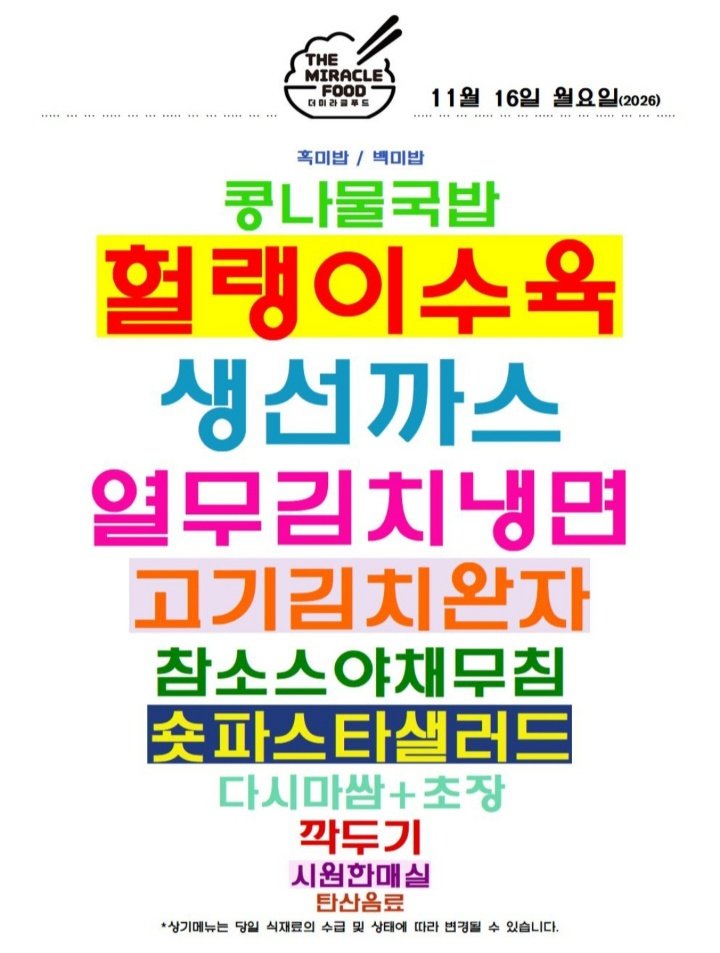 THE
MIRACLE
FOOD
더미라클푸드
11월 16일 월요일(2026)
흑미밥 / 백미밥
콩나물국밥
헐랭이수육
생선까스
열무김치냉면
고기김치완자
참소스야채무침
숏파스타샐러드
다시마쌈+초장
깍두기
시원한매실
탄산음료
*상기메뉴는 당일 식재료의 수급 및 상태에 따라 변경될 수 있습니다.